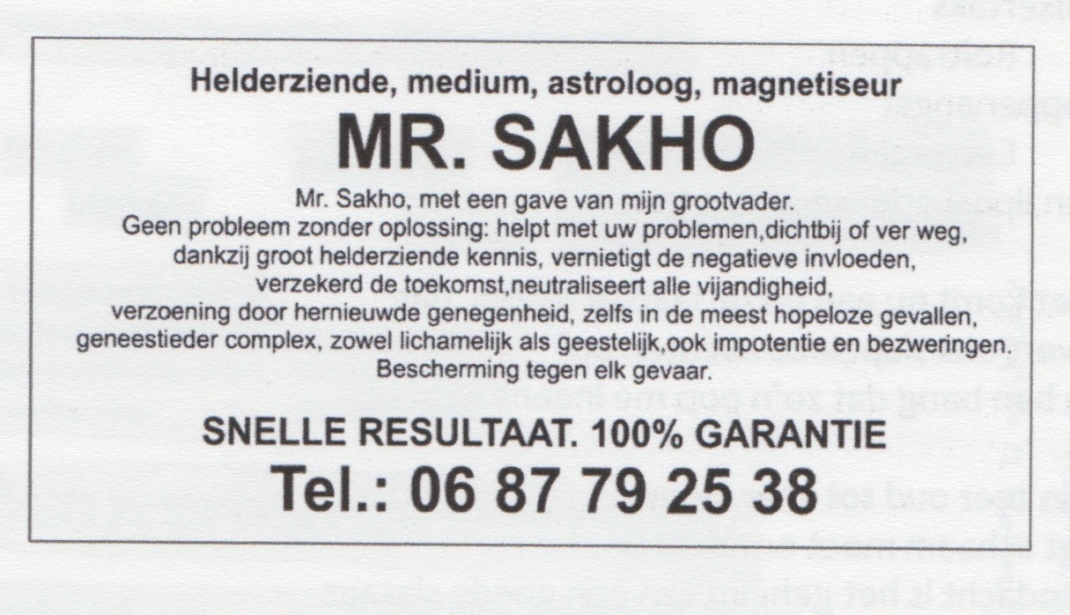 Helderziende, medium, astroloog, magnetiseur
MR. SAKHO
Mr. Sakho, met een gave van mijn grootvader.
Geen probleem zonder oplossing: helpt met uw problemen,dichtbij of ver weg,
dankzij groot helderziende kennis, vernietigt de negatieve invloeden,
verzekerd de toekomst,neutraliseert alle vijandigheid,
verzoening door hernieuwde genegenheid, zelfs in de meest hopeloze gevallen,
geneestieder complex, zowel lichamelijk als geestelijk,ook impotentie en bezweringen.
Bescherming tegen elk gevaar.
SNELLE RESULTAAT. 100% GARANTIE
Tel.: 06 87 79 25 38